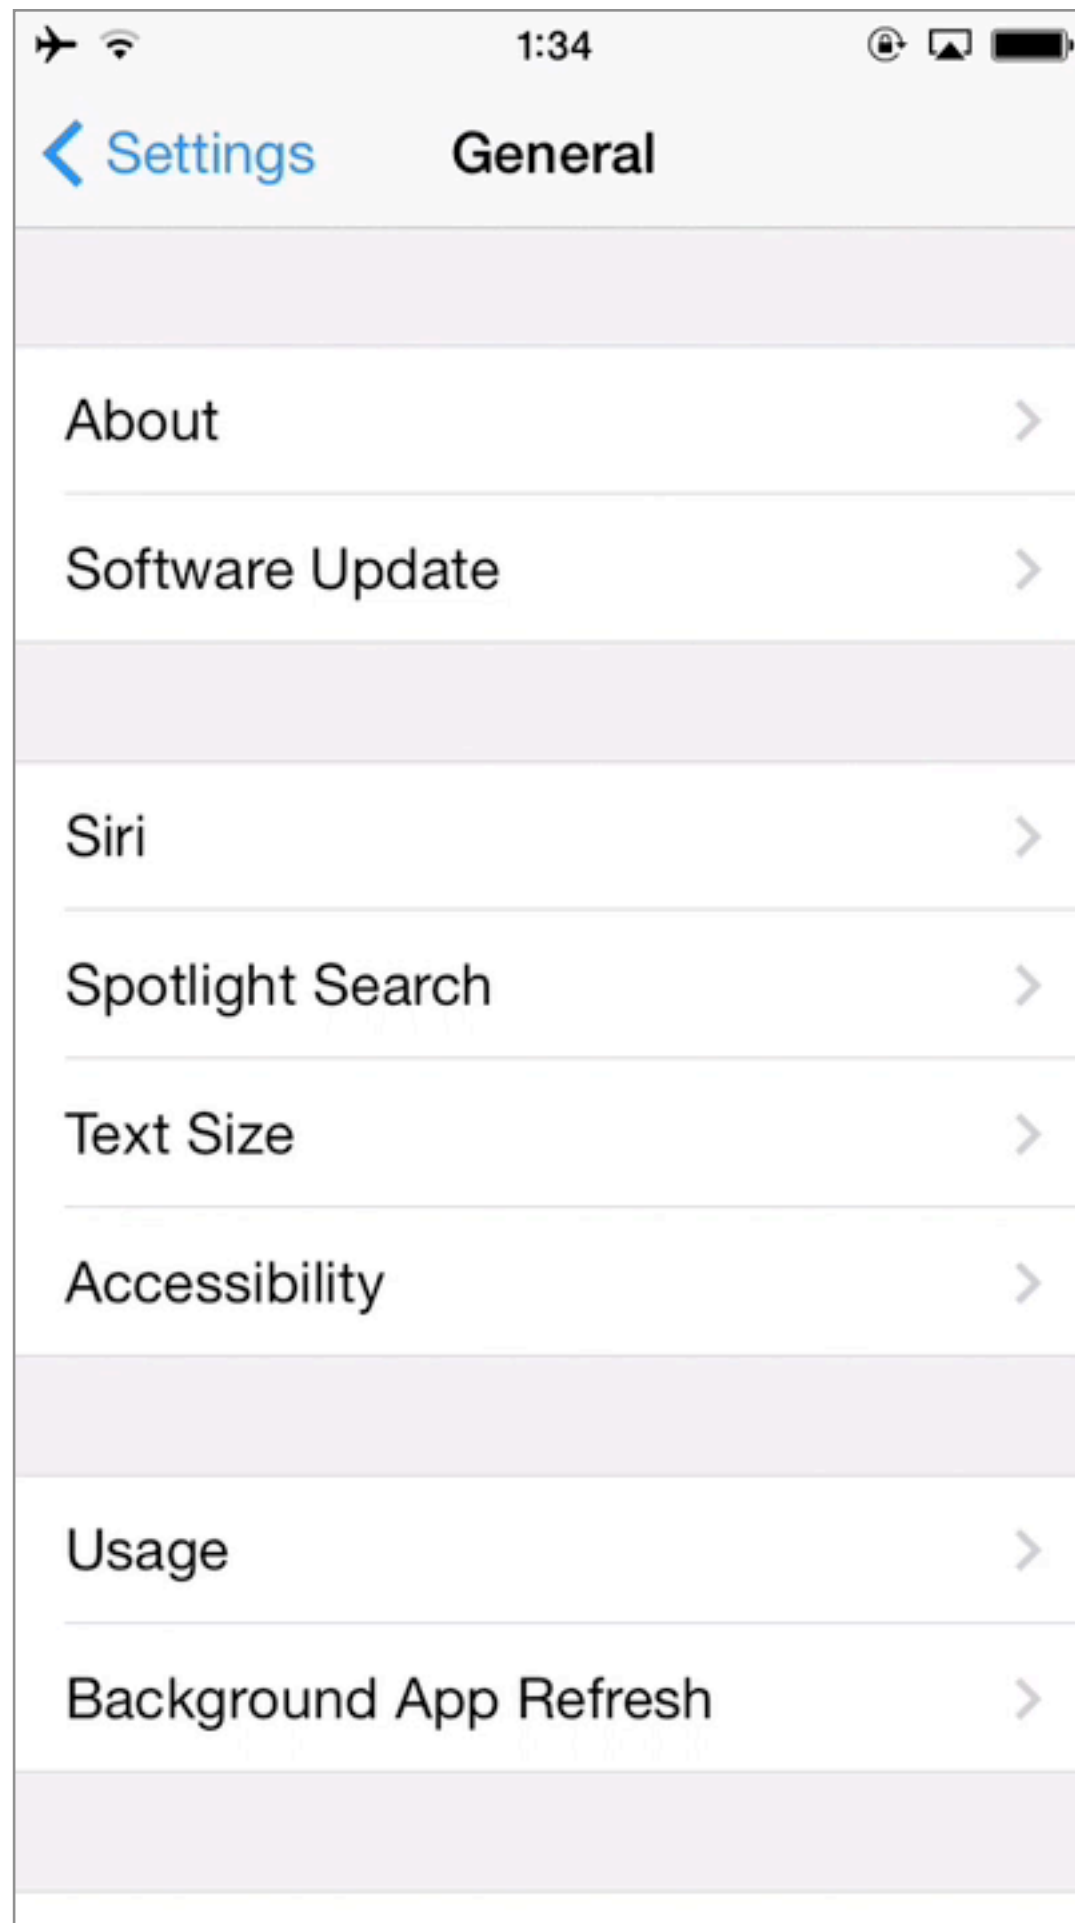 1:34
Settings
General
About
Software Update
Siri
Spotlight Search
Text Size
Accessibility
Usage
Background App Refresh